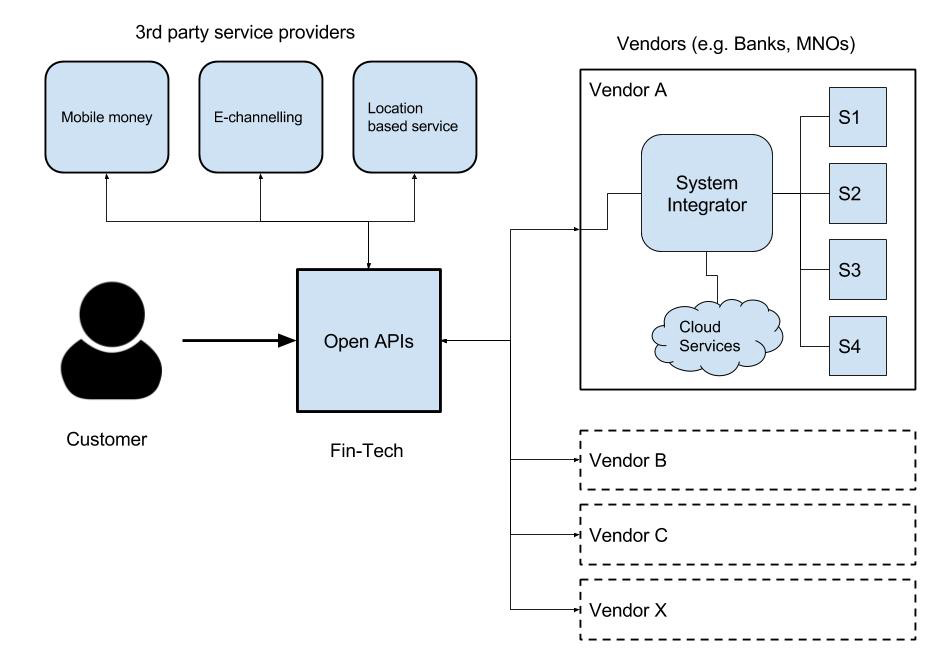 3rd party service providers
Mobile money
E-channelling
Location
based service
Vendors (e.g. Banks, MNOs)
Vendor A
System
Integrator
S1
S2
S3
S4
Cloud
Services
Open APIs
Customer
Fin-Tech
Vendor B
Vendor C
Vendor X